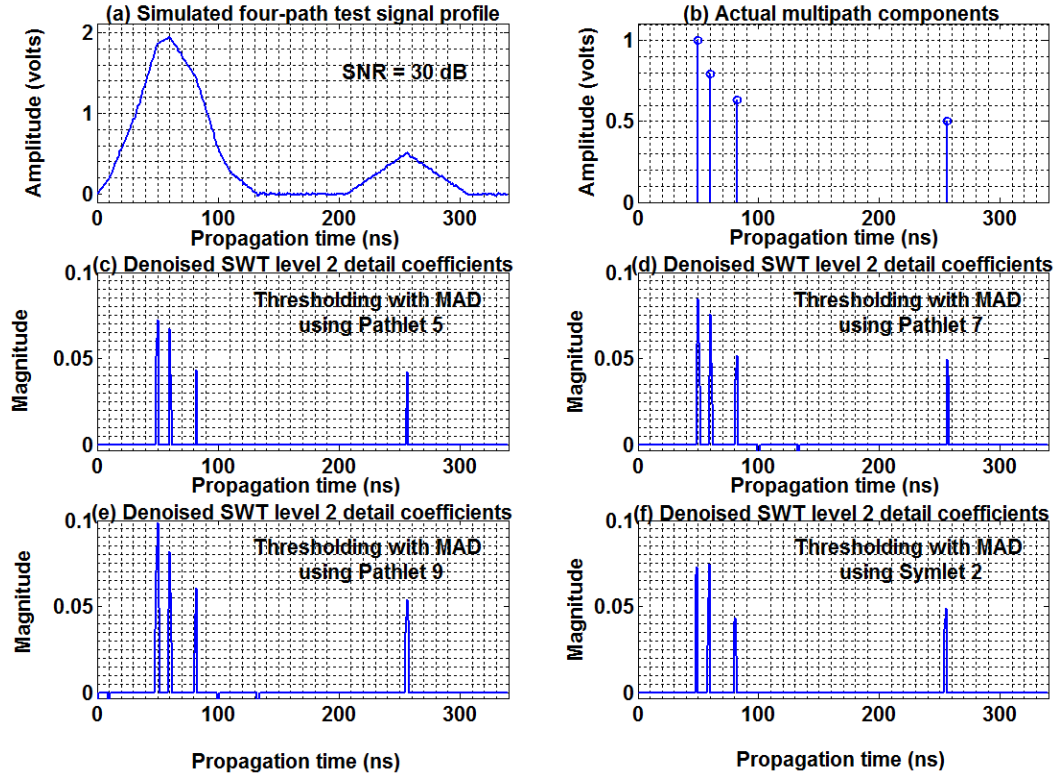 (a) Simulated four-path test signal profile
Amplitude (volts)
2
1
0
SNR = 30 dB
0 100 200 300
Propagation time (ns)
(b) Actual multipath components
Amplitude (volts)
1
0.5
0
0 100 200 300
Propagation time (ns)
(c) Denoised SWT level 2 detail coefficients
Magnitude
0.1
0.05
0
Thresholding with MAD
using Pathlet 5
0 100 200 300
Propagation time (ns)
(d) Denoised SWT level 2 detail coefficients
Magnitude
0.1
0.05
0
Thresholding with MAD
using Pathlet 7
0 100 200 300
Propagation time (ns)
(e) Denoised SWT level 2 detail coefficients
Magnitude
0.1
0.05
0
Thresholding with MAD
using Pathlet 9
0 100 200 300
Propagation time (ns)
(f) Denoised SWT level 2 detail coefficients
Magnitude
0.1
0.05
0
Thresholding with MAD
using Symlet 2
0 100 200 300
Propagation time (ns)